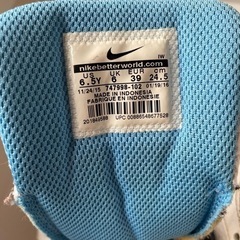 TW
nikebetterworld.com
US UK EUR cm
6.5Y 6 39 24.5
11/24/15 747998-102 01/19/16
MADE IN INDONESIA
FABRIQUE EN INDONESIE
UPC 00886548677528